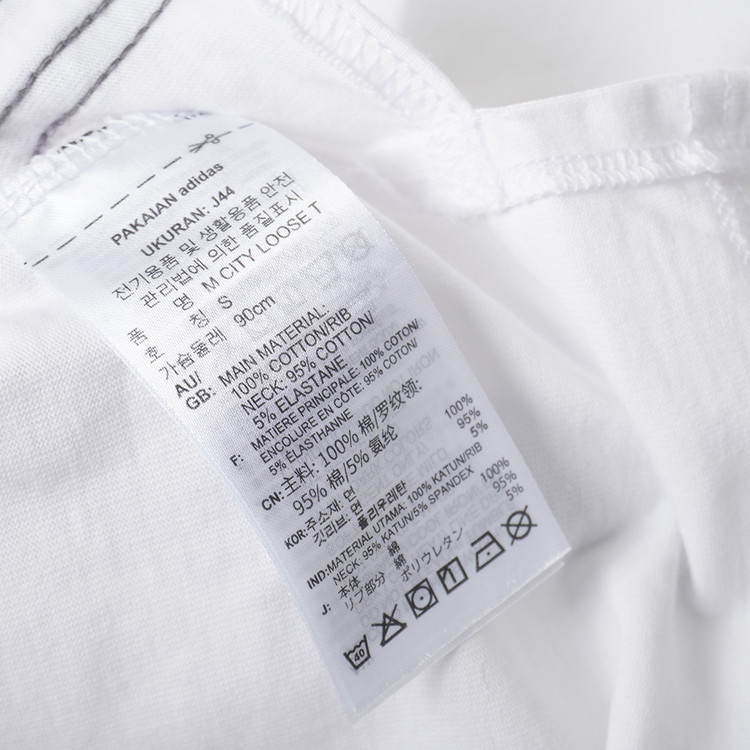 PAKAIAN adidas
UKURAN: J44
전기용품 및 생활용품 안전
관리법에 의한 품질표시
품 명 M CITY LOOSE T
호 칭 S
가슴둘레 90cm
AU/
GB: MAIN MATERIAL:
100% COTTON/RIB
NECK: 95% COTTON/
5% ELASTANE
F: MATIÈRE PRINCIPALE: 100% COTON/
ENCOLURE EN CÔTE: 95% COTON/
5% ÉLASTHANNE
CN: 主料: 100% 棉/罗纹领:
95% 棉/5% 氨纶
KOR: 주소재: 면 100%
깃리브: 면 95%
폴리우레탄 5%
IND: MATERIAL UTAMA: 100% KATUN/RIB
NECK: 95% KATUN/5% SPANDEX
J: 本体 綿 100%
リブ部分 綿 95%
ポリウレタン 5%
40